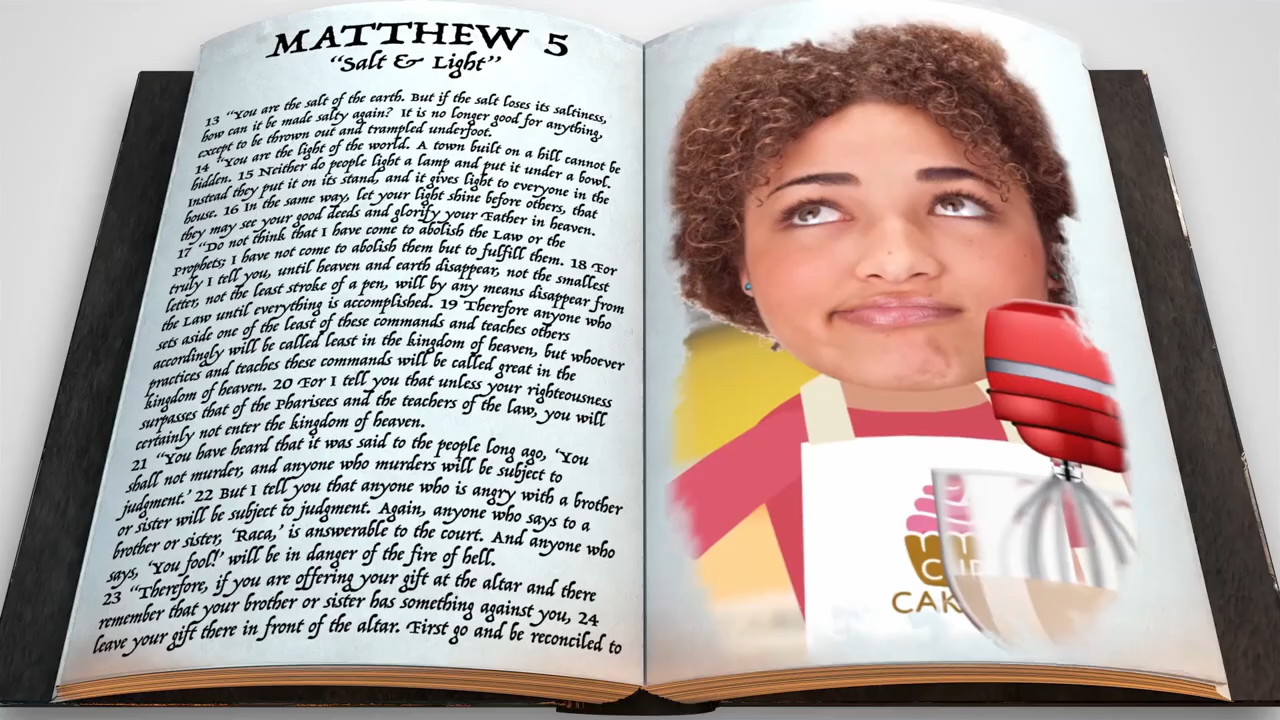 MATTHEW 5
“Salt & Light”
13 “You are the salt of the earth. But if the salt loses its saltiness,
how can it be made salty again? It is no longer good for anything,
except to be thrown out and trampled underfoot.
14 “You are the light of the world. A town built on a hill cannot be
hidden. 15 Neither do people light a lamp and put it under a bowl.
Instead they put it on its stand, and it gives light to everyone in the
house. 16 In the same way, let your light shine before others, that
they may see your good deeds and glorify your Father in heaven.
17 “Do not think that I have come to abolish the Law or the
Prophets; I have not come to abolish them but to fulfill them. 18 For
truly I tell you, until heaven and earth disappear, not the smallest
letter, not the least stroke of a pen, will by any means disappear from
the Law until everything is accomplished. 19 Therefore anyone who
sets aside one of the least of these commands and teaches others
accordingly will be called least in the kingdom of heaven, but whoever
practices and teaches these commands will be called great in the
kingdom of heaven. 20 For I tell you that unless your righteousness
surpasses that of the Pharisees and the teachers of the law, you will
certainly not enter the kingdom of heaven.
21 “You have heard that it was said to the people long ago, ‘You
shall not murder, and anyone who murders will be subject to
judgment.’ 22 But I tell you that anyone who is angry with a brother
or sister will be subject to judgment. Again, anyone who says to a
brother or sister, ‘Raca,’ is answerable to the court. And anyone who
says, ‘You fool!’ will be in danger of the fire of hell.
23 “Therefore, if you are offering your gift at the altar and there
remember that your brother or sister has something against you, 24
leave your gift there in front of the altar. First go and be reconciled to